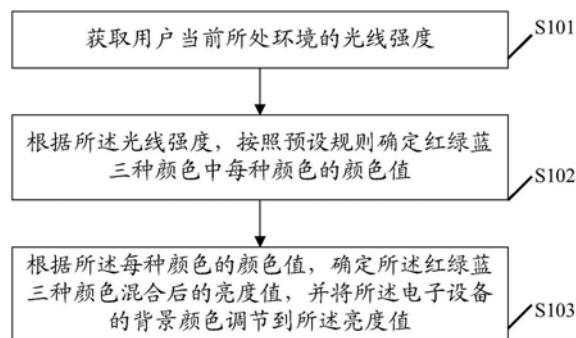 获取用户当前所处环境的光线强度
S101
根据所述光线强度，按照预设规则确定红绿蓝
三种颜色中每种颜色的颜色值
S102
根据所述每种颜色的颜色值，确定所述红绿蓝
三种颜色混合后的亮度值，并将所述电子设备
的背景颜色调节到所述亮度值
S103